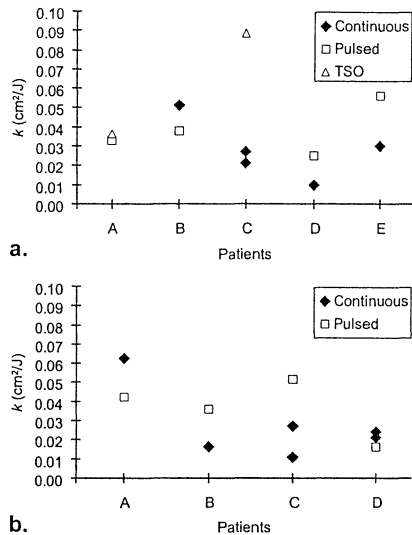 0.10
0.09
0.08
0.07
0.06
0.05
0.04
0.03
0.02
0.01
0.00
k (cm²/J)
Continuous
Pulsed
TSO
A B C D E
Patients
a.
0.10
0.09
0.08
0.07
0.06
0.05
0.04
0.03
0.02
0.01
0.00
k (cm²/J)
Continuous
Pulsed
A B C D
Patients
b.